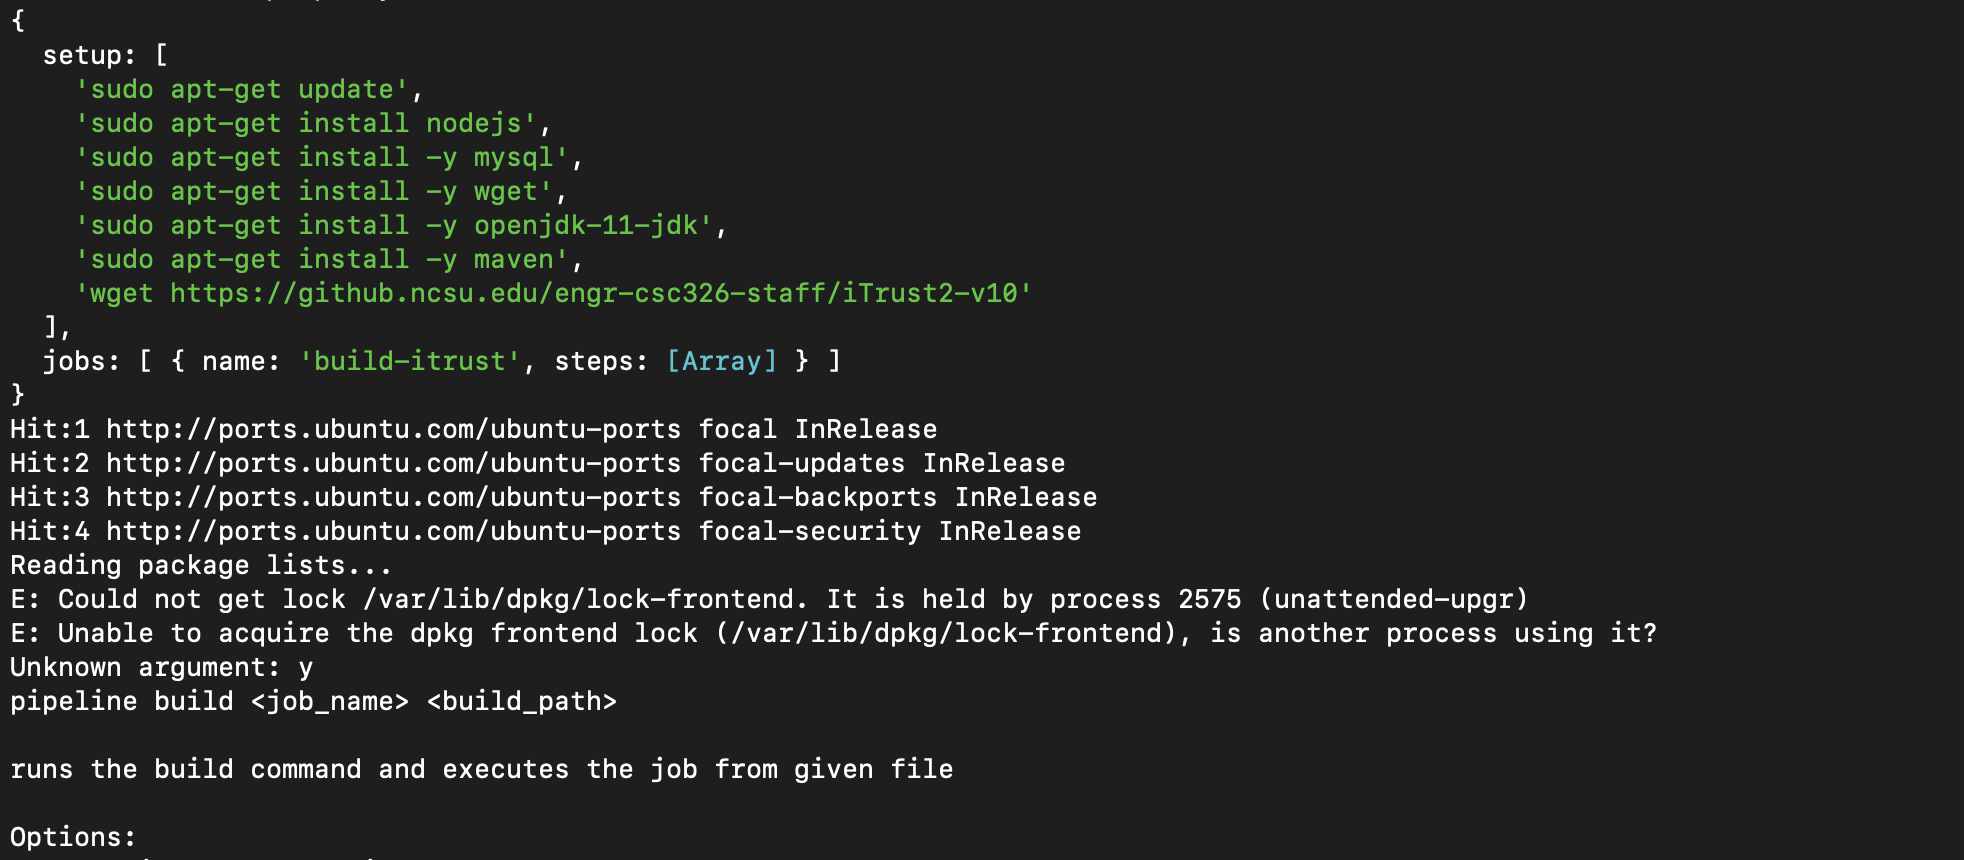 {
  setup: [
    'sudo apt-get update',
    'sudo apt-get install nodejs',
    'sudo apt-get install -y mysql',
    'sudo apt-get install -y wget',
    'sudo apt-get install -y openjdk-11-jdk',
    'sudo apt-get install -y maven',
    'wget https://github.ncsu.edu/engr-csc326-staff/iTrust2-v10'
  ],
  jobs: [ { name: 'build-itrust', steps: [Array] } ]
}
Hit:1 http://ports.ubuntu.com/ubuntu-ports focal InRelease
Hit:2 http://ports.ubuntu.com/ubuntu-ports focal-updates InRelease
Hit:3 http://ports.ubuntu.com/ubuntu-ports focal-backports InRelease
Hit:4 http://ports.ubuntu.com/ubuntu-ports focal-security InRelease
Reading package lists...
E: Could not get lock /var/lib/dpkg/lock-frontend. It is held by process 2575 (unattended-upgr)
E: Unable to acquire the dpkg frontend lock (/var/lib/dpkg/lock-frontend), is another process using it?
Unknown argument: y
pipeline build <job_name> <build_path>
runs the build command and executes the job from given file
Options: